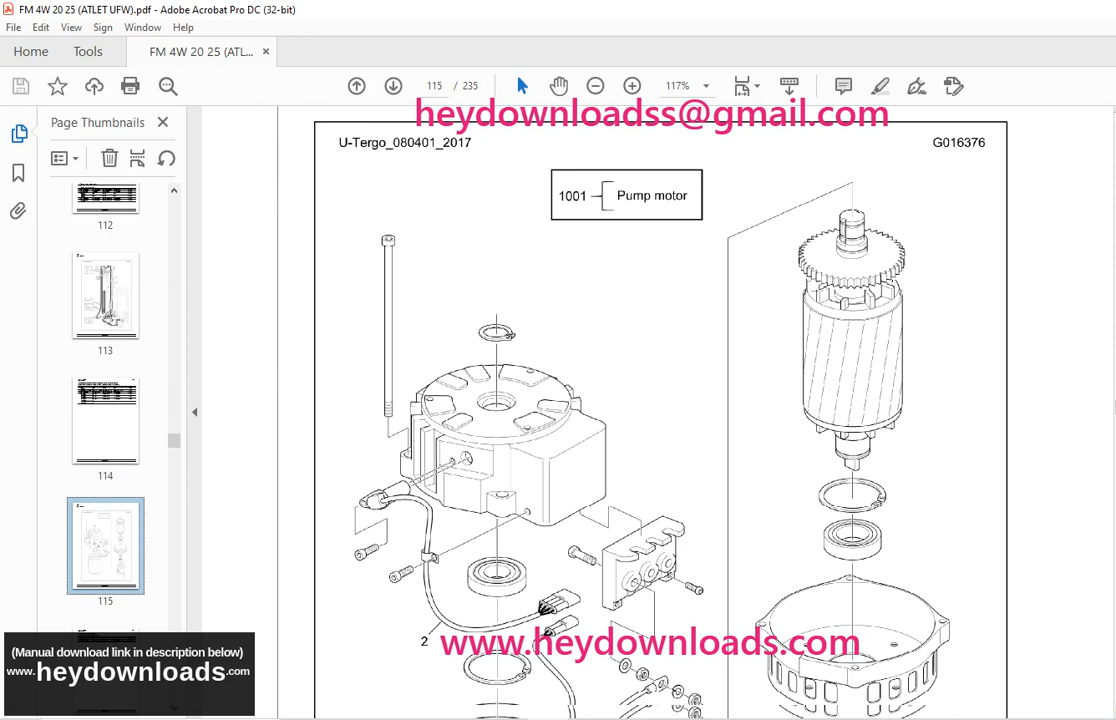 FM 4W 20 25 (ATLET UFW).pdf - Adobe Acrobat Pro DC (32-bit)
File Edit View Sign Window Help
Home Tools FM 4W 20 25 (ATL... ×
115 / 235 117%
heydownloadss@gmail.com
Page Thumbnails
U-Tergo_080401_2017 G016376
1001 Pump motor
112
113
114
115
2
www.heydownloads.com
(Manual download link in description below)
www.heydownloads.com